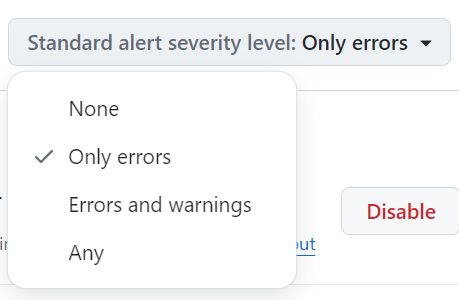 Standard alert severity level: Only errors
None
Only errors
Errors and warnings
Disable
Any